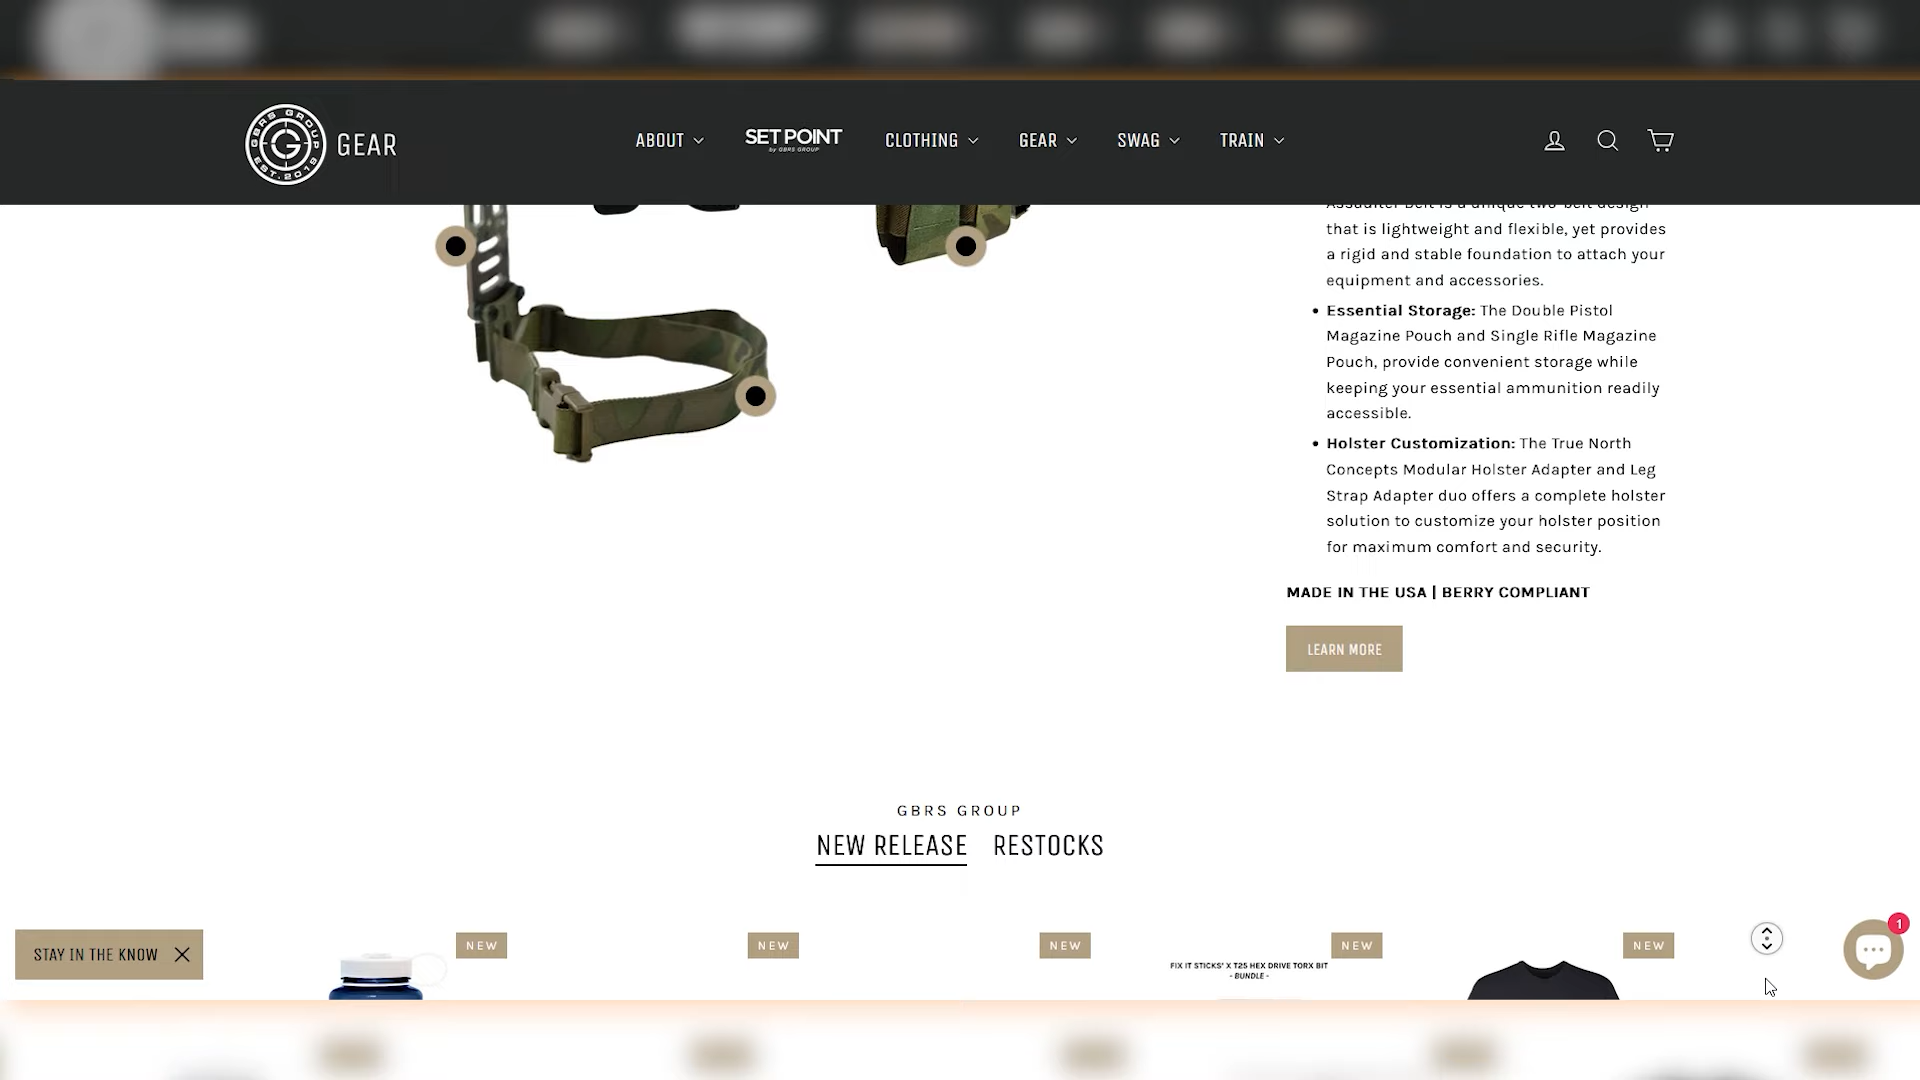 GBRS GROUP
EST. 2019
GEAR
ABOUT
SET POINT
by GBRS GROUP
CLOTHING
GEAR
SWAG
TRAIN
Assaulter Belt is a unique two-belt design
that is lightweight and flexible, yet provides
a rigid and stable foundation to attach your
equipment and accessories.
Essential Storage: The Double Pistol
Magazine Pouch and Single Rifle Magazine
Pouch, provide convenient storage while
keeping your essential ammunition readily
accessible.
Holster Customization: The True North
Concepts Modular Holster Adapter and Leg
Strap Adapter duo offers a complete holster
solution to customize your holster position
for maximum comfort and security.
MADE IN THE USA | BERRY COMPLIANT
LEARN MORE
GBRS GROUP
NEW RELEASE RESTOCKS
STAY IN THE KNOW
NEW
NEW
NEW
FIX IT STICKS' X T25 HEX DRIVE TORX BIT
- BUNDLE -
NEW
NEW
1